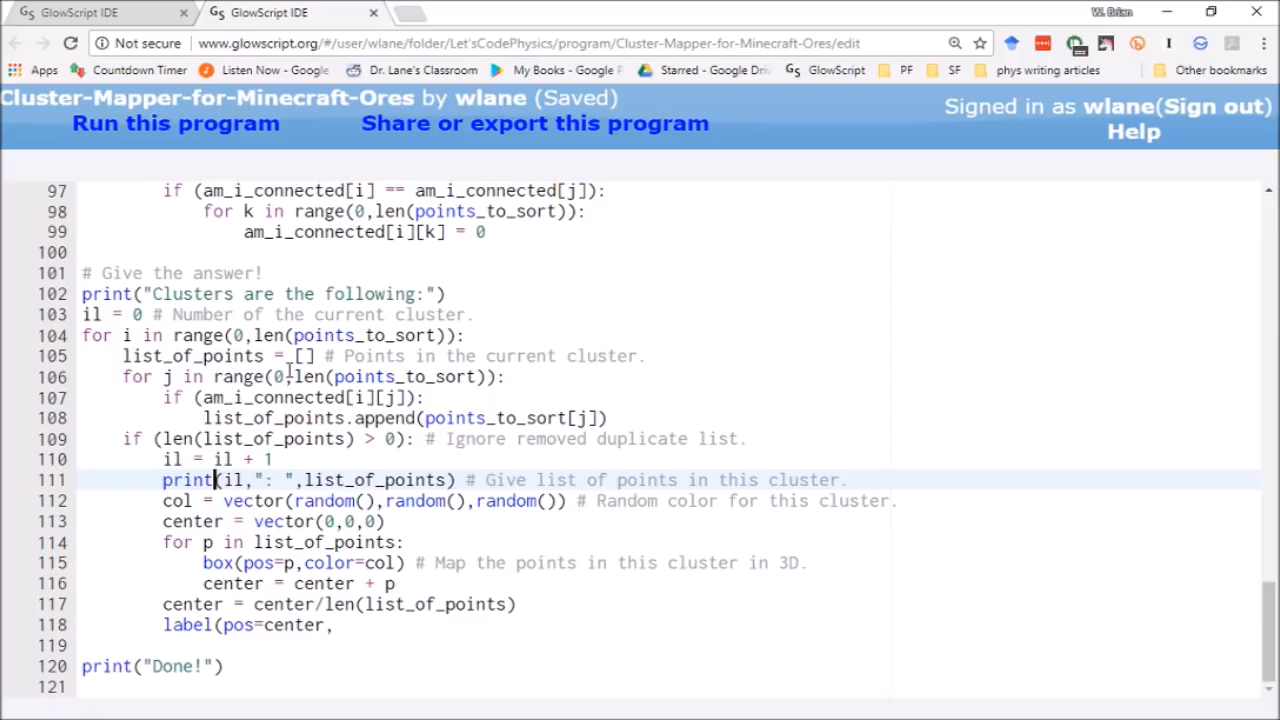 GlowScript IDE
GlowScript IDE
W. Brian
Not secure www.glowscript.org/#/user/wlane/folder/Let'sCodePhysics/program/Cluster-Mapper-for-Minecraft-Ores/edit
Apps Countdown Timer Listen Now - Google Dr. Lane's Classroom My Books - Google P Starred - Google Driv GlowScript PF SF phys writing articles Other bookmarks
Cluster-Mapper-for-Minecraft-Ores by wlane (Saved)
Signed in as wlane(Sign out)
Run this program Share or export this program
Help
97 if (am_i_connected[i] == am_i_connected[j]):
98 for k in range(0,len(points_to_sort)):
99 am_i_connected[i][k] = 0
100
101 # Give the answer!
102 print("Clusters are the following:")
103 il = 0 # Number of the current cluster.
104 for i in range(0,len(points_to_sort)):
105 list_of_points = [] # Points in the current cluster.
106 for j in range(0,len(points_to_sort)):
107 if (am_i_connected[i][j]):
108 list_of_points.append(points_to_sort[j])
109 if (len(list_of_points) > 0): # Ignore removed duplicate list.
110 il = il + 1
111 print(il,": ",list_of_points) # Give list of points in this cluster.
112 col = vector(random(),random(),random()) # Random color for this cluster.
113 center = vector(0,0,0)
114 for p in list_of_points:
115 box(pos=p,color=col) # Map the points in this cluster in 3D.
116 center = center + p
117 center = center/len(list_of_points)
118 label(pos=center,
119
120 print("Done!")
121